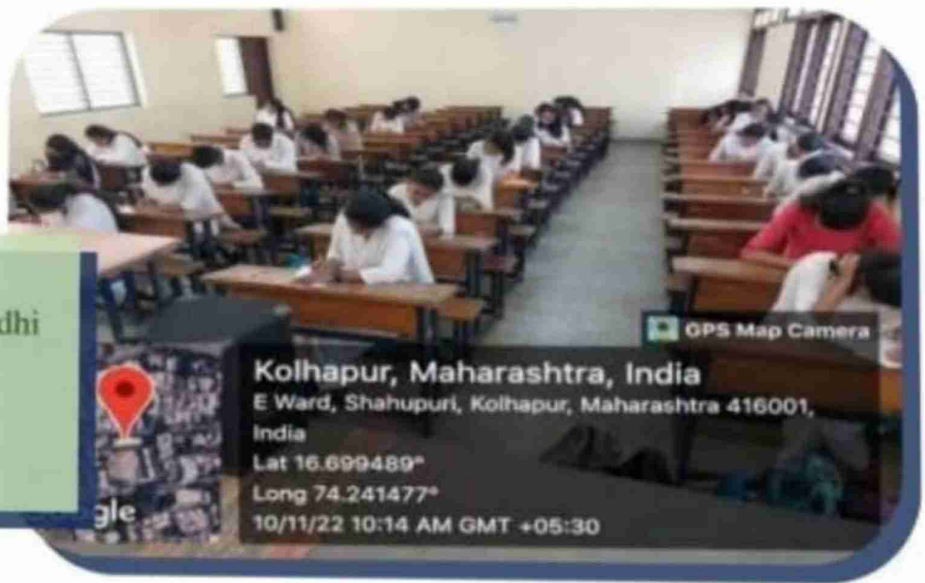 dhi
GPS Map Camera
Kolhapur, Maharashtra, India
E Ward, Shahupuri, Kolhapur, Maharashtra 416001,
India
Lat 16.699489°
Long 74.241477°
10/11/22 10:14 AM GMT +05:30
gle